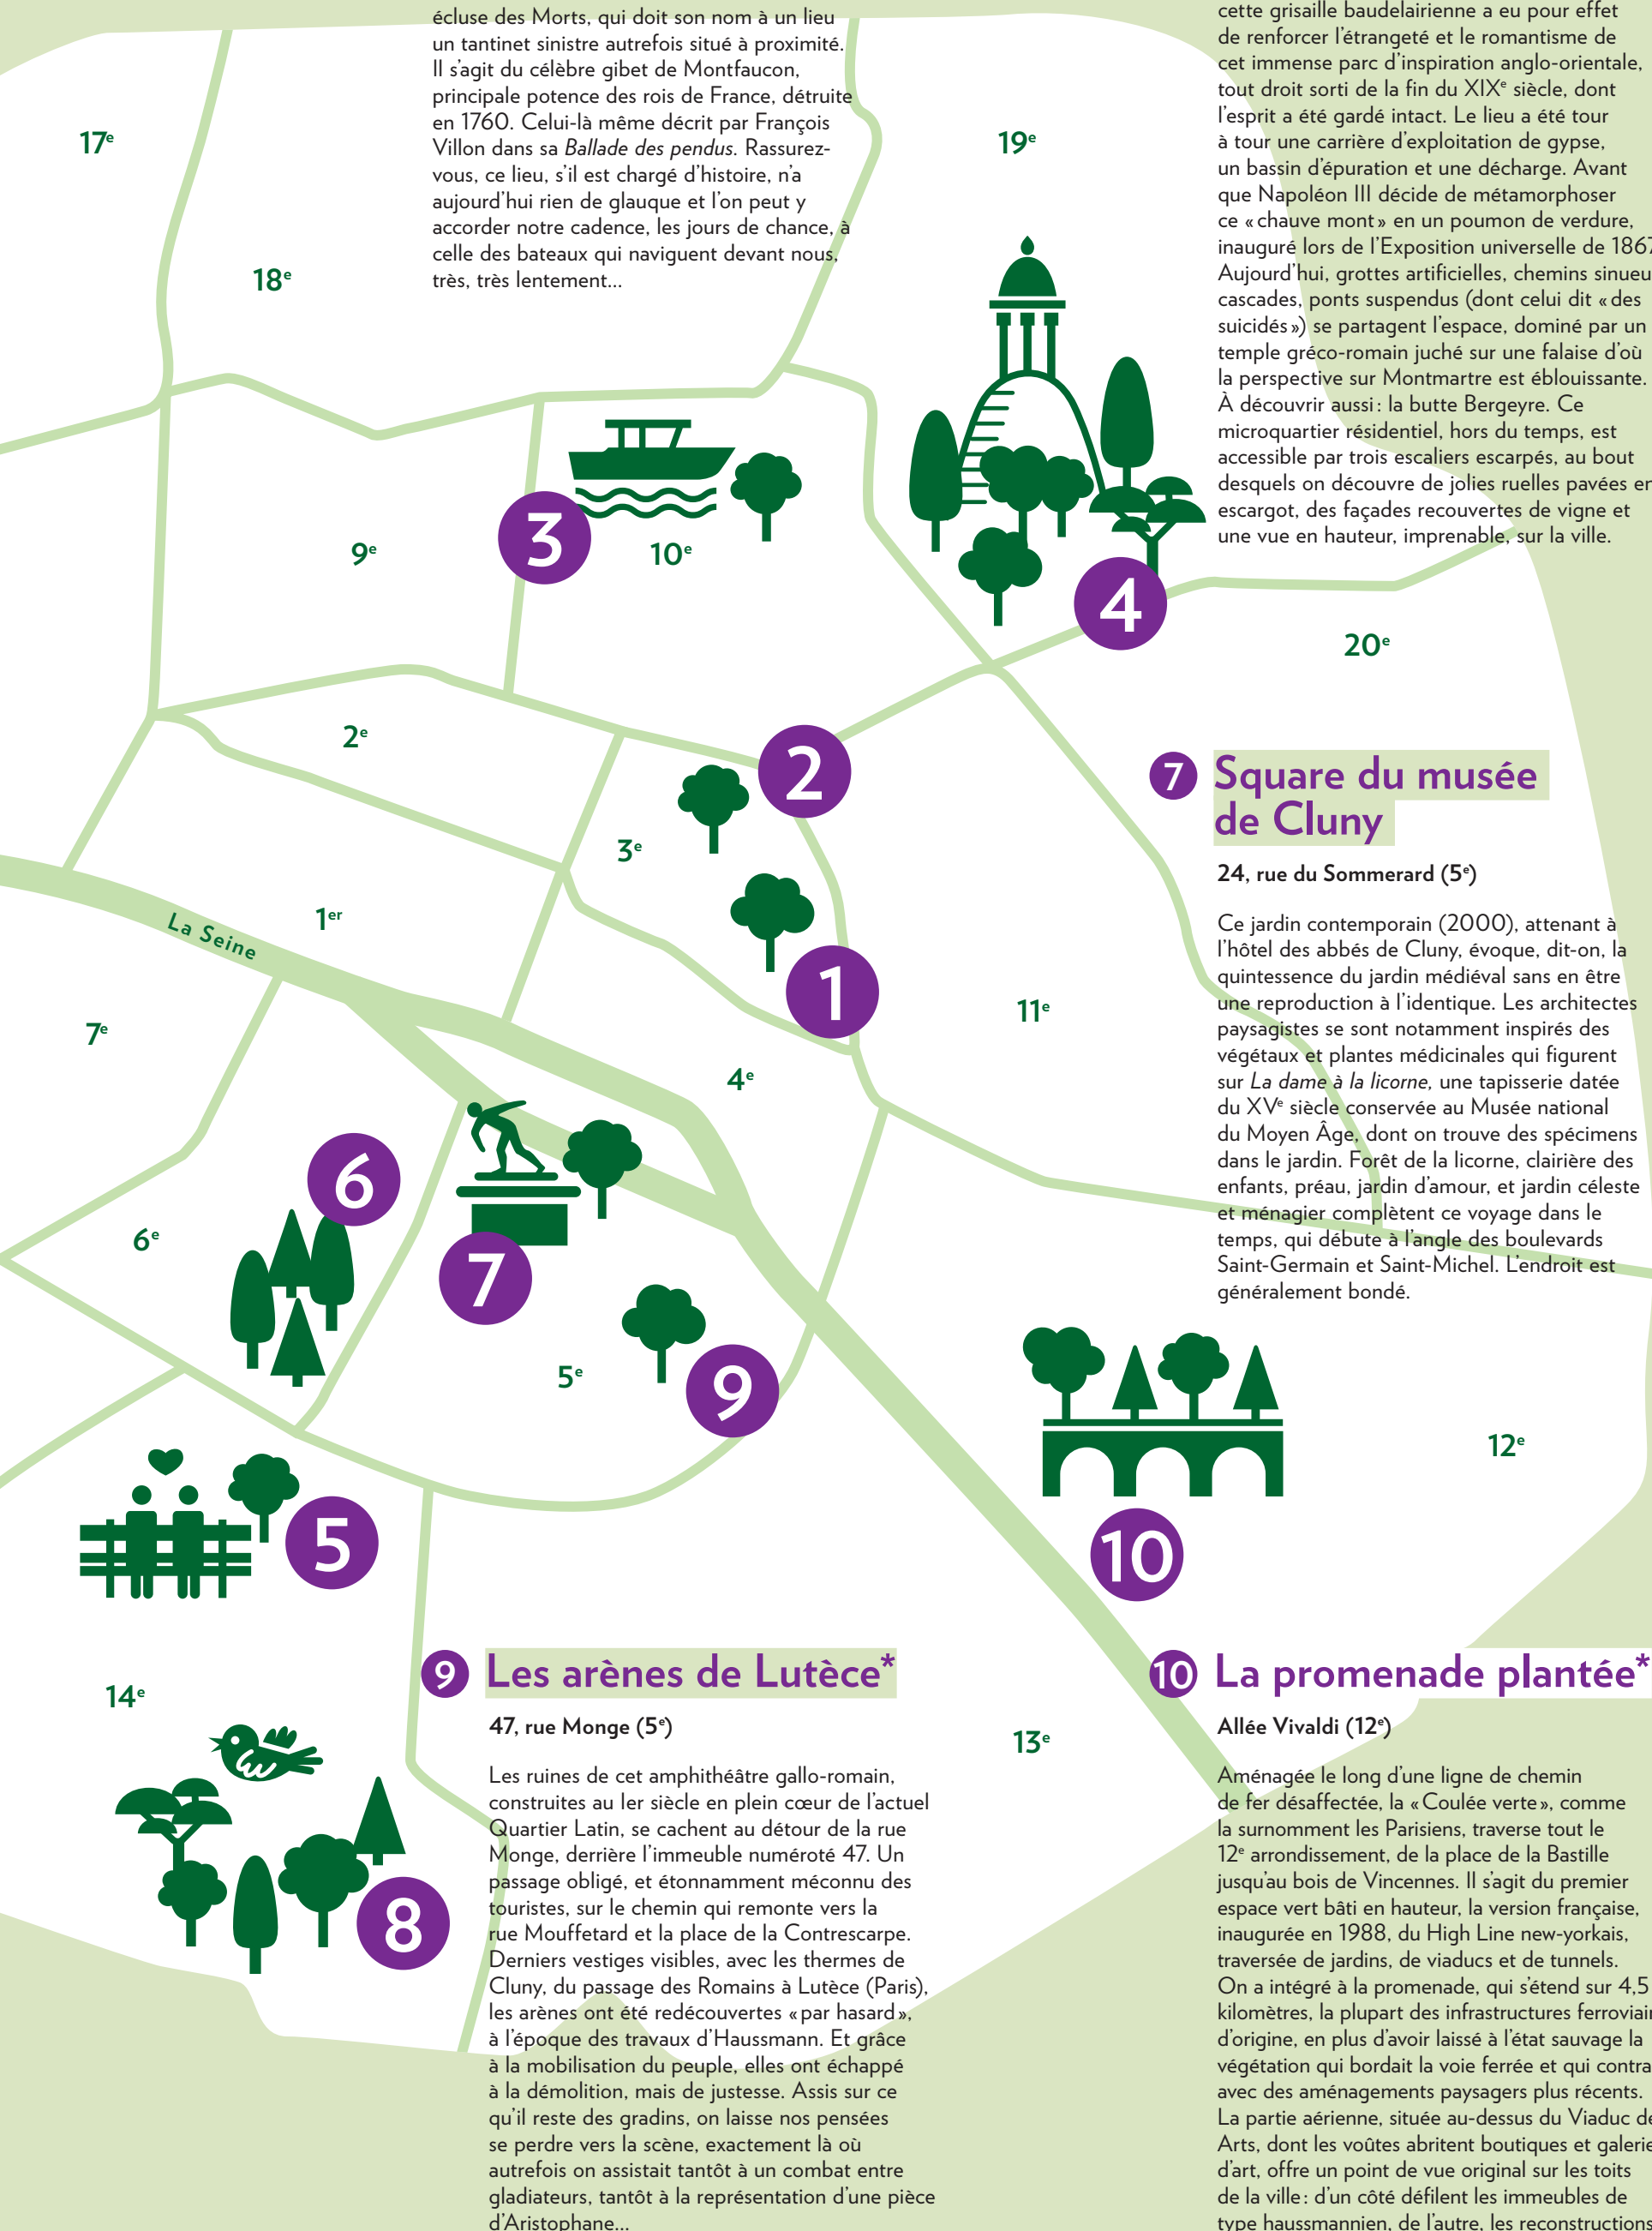 écluse des Morts, qui doit son nom à un lieu
un tantinet sinistre autrefois situé à proximité.
Il s'agit du célèbre gibet de Montfaucon,
principale potence des rois de France, détruite
en 1760. Celui-là même décrit par François
Villon dans sa Ballade des pendus. Rassurez-
vous, ce lieu, s'il est chargé d'histoire, n'a
aujourd'hui rien de glauque et l'on peut y
accorder notre cadence, les jours de chance, à
celle des bateaux qui naviguent devant nous,
très, très lentement...
cette grisaille baudelairienne a eu pour effet
de renforcer l'étrangeté et le romantisme de
cet immense parc d'inspiration anglo-orientale,
tout droit sorti de la fin du XIXe siècle, dont
l'esprit a été gardé intact. Le lieu a été tour
à tour une carrière d'exploitation de gypse,
un bassin d'épuration et une décharge. Avant
que Napoléon III décide de métamorphoser
ce « chauve mont » en un poumon de verdure,
inauguré lors de l'Exposition universelle de 1867
Aujourd'hui, grottes artificielles, chemins sinueu
cascades, ponts suspendus (dont celui dit « des
suicidés ») se partagent l'espace, dominé par un
temple gréco-romain juché sur une falaise d'où
la perspective sur Montmartre est éblouissante.
À découvrir aussi : la butte Bergeyre. Ce
microquartier résidentiel, hors du temps, est
accessible par trois escaliers escarpés, au bout
desquels on découvre de jolies ruelles pavées en
escargot, des façades recouvertes de vigne et
une vue en hauteur, imprenable, sur la ville.
17e
18e
19e
9e
3
10e
4
20e
2e
2
3e
1er
La Seine
1
11e
7e
4e
6
6e
7
5e
9
12e
5
10
14e
13e
8
7 Square du musée
de Cluny
24, rue du Sommerard (5e)
Ce jardin contemporain (2000), attenant à
l'hôtel des abbés de Cluny, évoque, dit-on, la
quintessence du jardin médiéval sans en être
une reproduction à l'identique. Les architectes
paysagistes se sont notamment inspirés des
végétaux et plantes médicinales qui figurent
sur La dame à la licorne, une tapisserie datée
du XVe siècle conservée au Musée national
du Moyen Âge, dont on trouve des spécimens
dans le jardin. Forêt de la licorne, clairière des
enfants, préau, jardin d'amour, et jardin céleste
et ménagier complètent ce voyage dans le
temps, qui débute à l'angle des boulevards
Saint-Germain et Saint-Michel. L'endroit est
généralement bondé.
9 Les arènes de Lutèce*
47, rue Monge (5e)
Les ruines de cet amphithéâtre gallo-romain,
construites au Ier siècle en plein cœur de l'actuel
Quartier Latin, se cachent au détour de la rue
Monge, derrière l'immeuble numéroté 47. Un
passage obligé, et étonnamment méconnu des
touristes, sur le chemin qui remonte vers la
rue Mouffetard et la place de la Contrescarpe.
Derniers vestiges visibles, avec les thermes de
Cluny, du passage des Romains à Lutèce (Paris),
les arènes ont été redécouvertes « par hasard »,
à l'époque des travaux d'Haussmann. Et grâce
à la mobilisation du peuple, elles ont échappé
à la démolition, mais de justesse. Assis sur ce
qu'il reste des gradins, on laisse nos pensées
se perdre vers la scène, exactement là où
autrefois on assistait tantôt à un combat entre
gladiateurs, tantôt à la représentation d'une pièce
d'Aristophane...
10 La promenade plantée*
Allée Vivaldi (12e)
Aménagée le long d'une ligne de chemin
de fer désaffectée, la « Coulée verte », comme
la surnomment les Parisiens, traverse tout le
12e arrondissement, de la place de la Bastille
jusqu'au bois de Vincennes. Il s'agit du premier
espace vert bâti en hauteur, la version française,
inaugurée en 1988, du High Line new-yorkais,
traversée de jardins, de viaducs et de tunnels.
On a intégré à la promenade, qui s'étend sur 4,5
kilomètres, la plupart des infrastructures ferroviair
d'origine, en plus d'avoir laissé à l'état sauvage la
végétation qui bordait la voie ferrée et qui contra
avec des aménagements paysagers plus récents.
La partie aérienne, située au-dessus du Viaduc de
Arts, dont les voûtes abritent boutiques et galerie
d'art, offre un point de vue original sur les toits
de la ville : d'un côté défilent les immeubles de
type haussmannien, de l'autre, les reconstructions